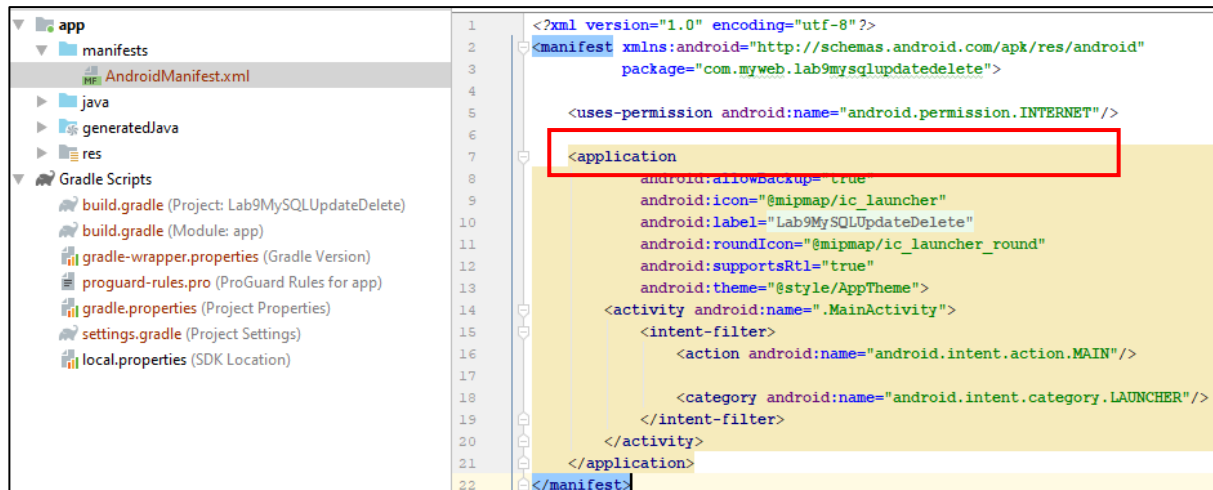 app
manifests
MF AndroidManifest.xml
java
generatedJava
res
Gradle Scripts
build.gradle (Project: Lab9MySQLUpdateDelete)
build.gradle (Module: app)
gradle-wrapper.properties (Gradle Version)
proguard-rules.pro (ProGuard Rules for app)
gradle.properties (Project Properties)
settings.gradle (Project Settings)
local.properties (SDK Location)
1 <?xml version="1.0" encoding="utf-8"?>
2 <manifest xmlns:android="http://schemas.android.com/apk/res/android"
3 package="com.myweb.lab9mysqlupdatedelete">
4
5 <uses-permission android:name="android.permission.INTERNET"/>
6
7 <application
8 android:allowBackup="true"
9 android:icon="@mipmap/ic_launcher"
10 android:label="Lab9MySQLUpdateDelete"
11 android:roundIcon="@mipmap/ic_launcher_round"
12 android:supportsRtl="true"
13 android:theme="@style/AppTheme">
14 <activity android:name=".MainActivity">
15 <intent-filter>
16 <action android:name="android.intent.action.MAIN"/>
17
18 <category android:name="android.intent.category.LAUNCHER"/>
19 </intent-filter>
20 </activity>
21 </application>
22 </manifest>